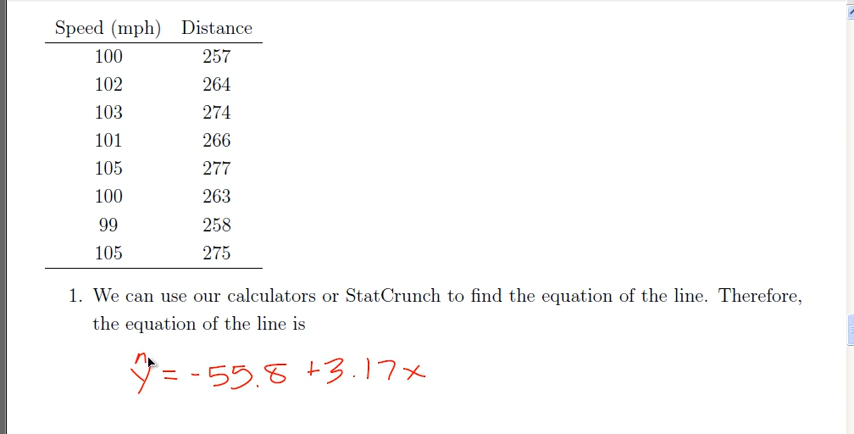 Speed (mph) Distance
100 257
102 264
103 274
101 266
105 277
100 263
99 258
105 275
1. We can use our calculators or StatCrunch to find the equation of the line. Therefore,
the equation of the line is
ŷ = -55.8 +3.17x